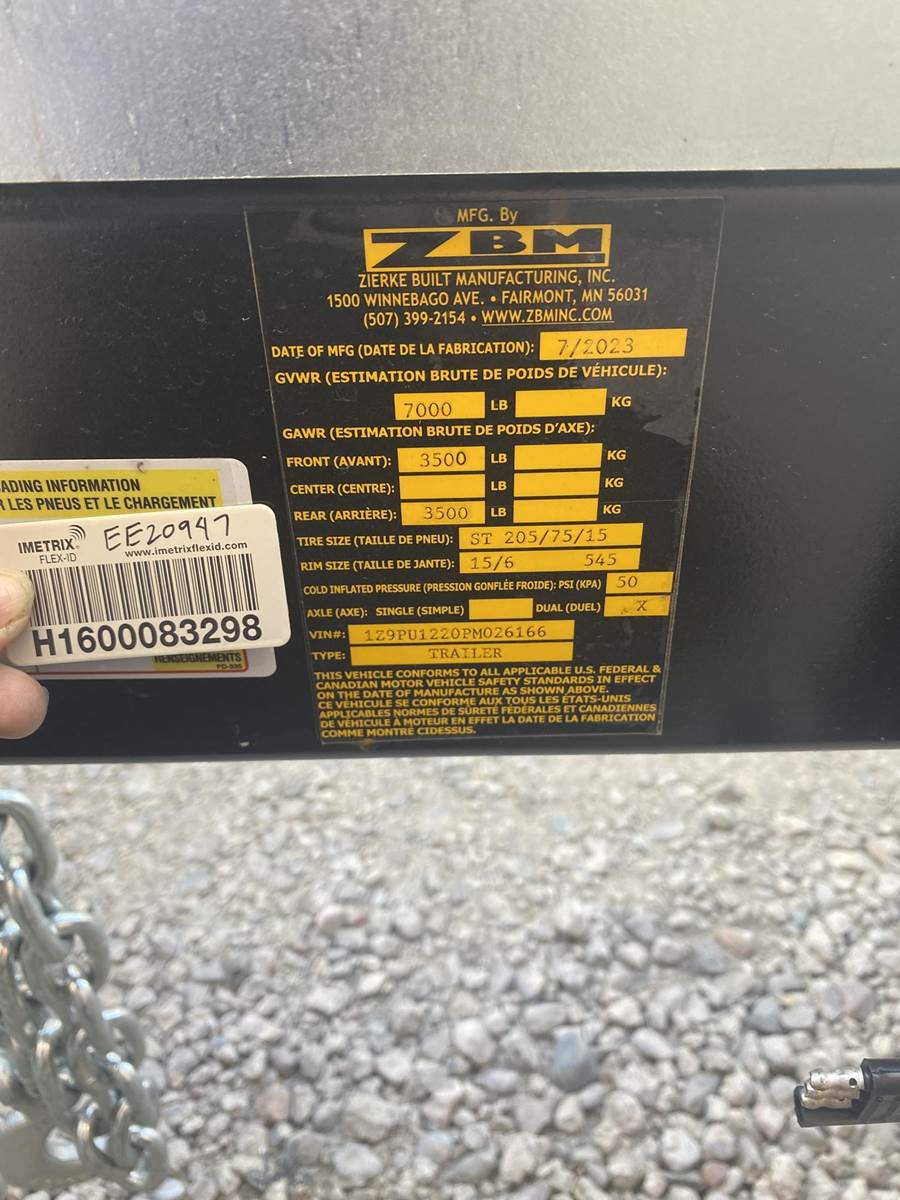 MFG. By
ZBM
ZIERKE BUILT MANUFACTURING, INC.
1500 WINNEBAGO AVE. • FAIRMONT, MN 56031
(507) 399-2154 • WWW.ZBMINC.COM
DATE OF MFG (DATE DE LA FABRICATION): 7/2023
GVWR (ESTIMATION BRUTE DE POIDS DE VÉHICULE):
7000 LB KG
GAWR (ESTIMATION BRUTE DE POIDS D'AXE):
FRONT (AVANT): 3500 LB KG
CENTER (CENTRE): LB KG
REAR (ARRIÈRE): 3500 LB KG
TIRE SIZE (TAILLE DE PNEU): ST 205/75/15
RIM SIZE (TAILLE DE JANTE): 15/6 545
COLD INFLATED PRESSURE (PRESSION GONFLÉE FROIDE): PSI (KPA) 50
AXLE (AXE): SINGLE (SIMPLE) DUAL (DUEL) X
VIN#: 1Z9PU1220PM026166
TYPE: TRAILER
THIS VEHICLE CONFORMS TO ALL APPLICABLE U.S. FEDERAL &
CANADIAN MOTOR VEHICLE SAFETY STANDARDS IN EFFECT
ON THE DATE OF MANUFACTURE AS SHOWN ABOVE.
CE VÉHICULE SE CONFORME AUX TOUS LES ÉTATS-UNIS
APPLICABLES NORMES DE SÛRETÉ FÉDÉRALES ET CANADIENNES
DE VÉHICULE À MOTEUR EN EFFET LA DATE DE LA FABRICATION
COMME MONTRÉ CIDESSUS.
ADING INFORMATION
R LES PNEUS ET LE CHARGEMENT
IMETRIX EE20947
FLEX-ID www.imetrixflexid.com
H1600083298
RENSEIGNEMENTS